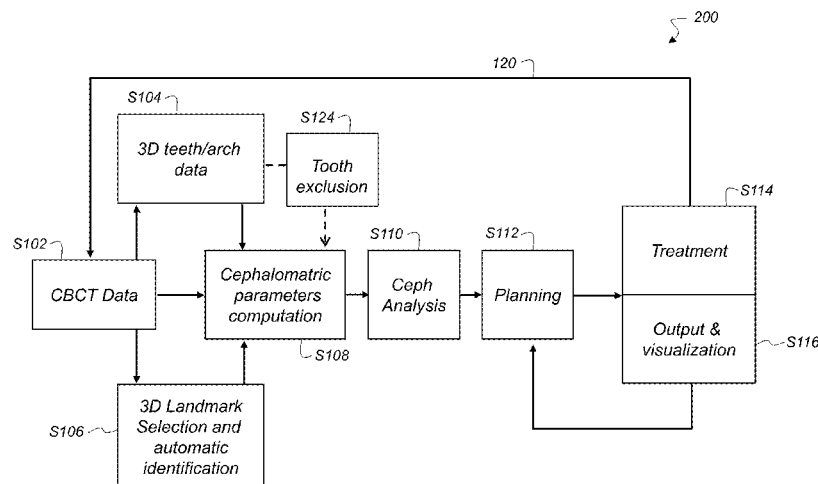 200
120
S104
S124
3D teeth/arch
data
Tooth
exclusion
S114
S102
S110
S112
Treatment
CBCT Data
Cephalomatric
parameters
computation
Ceph
Analysis
Planning
Output &
visualization
S108
S116
S106
3D Landmark
Selection and
automatic
identification